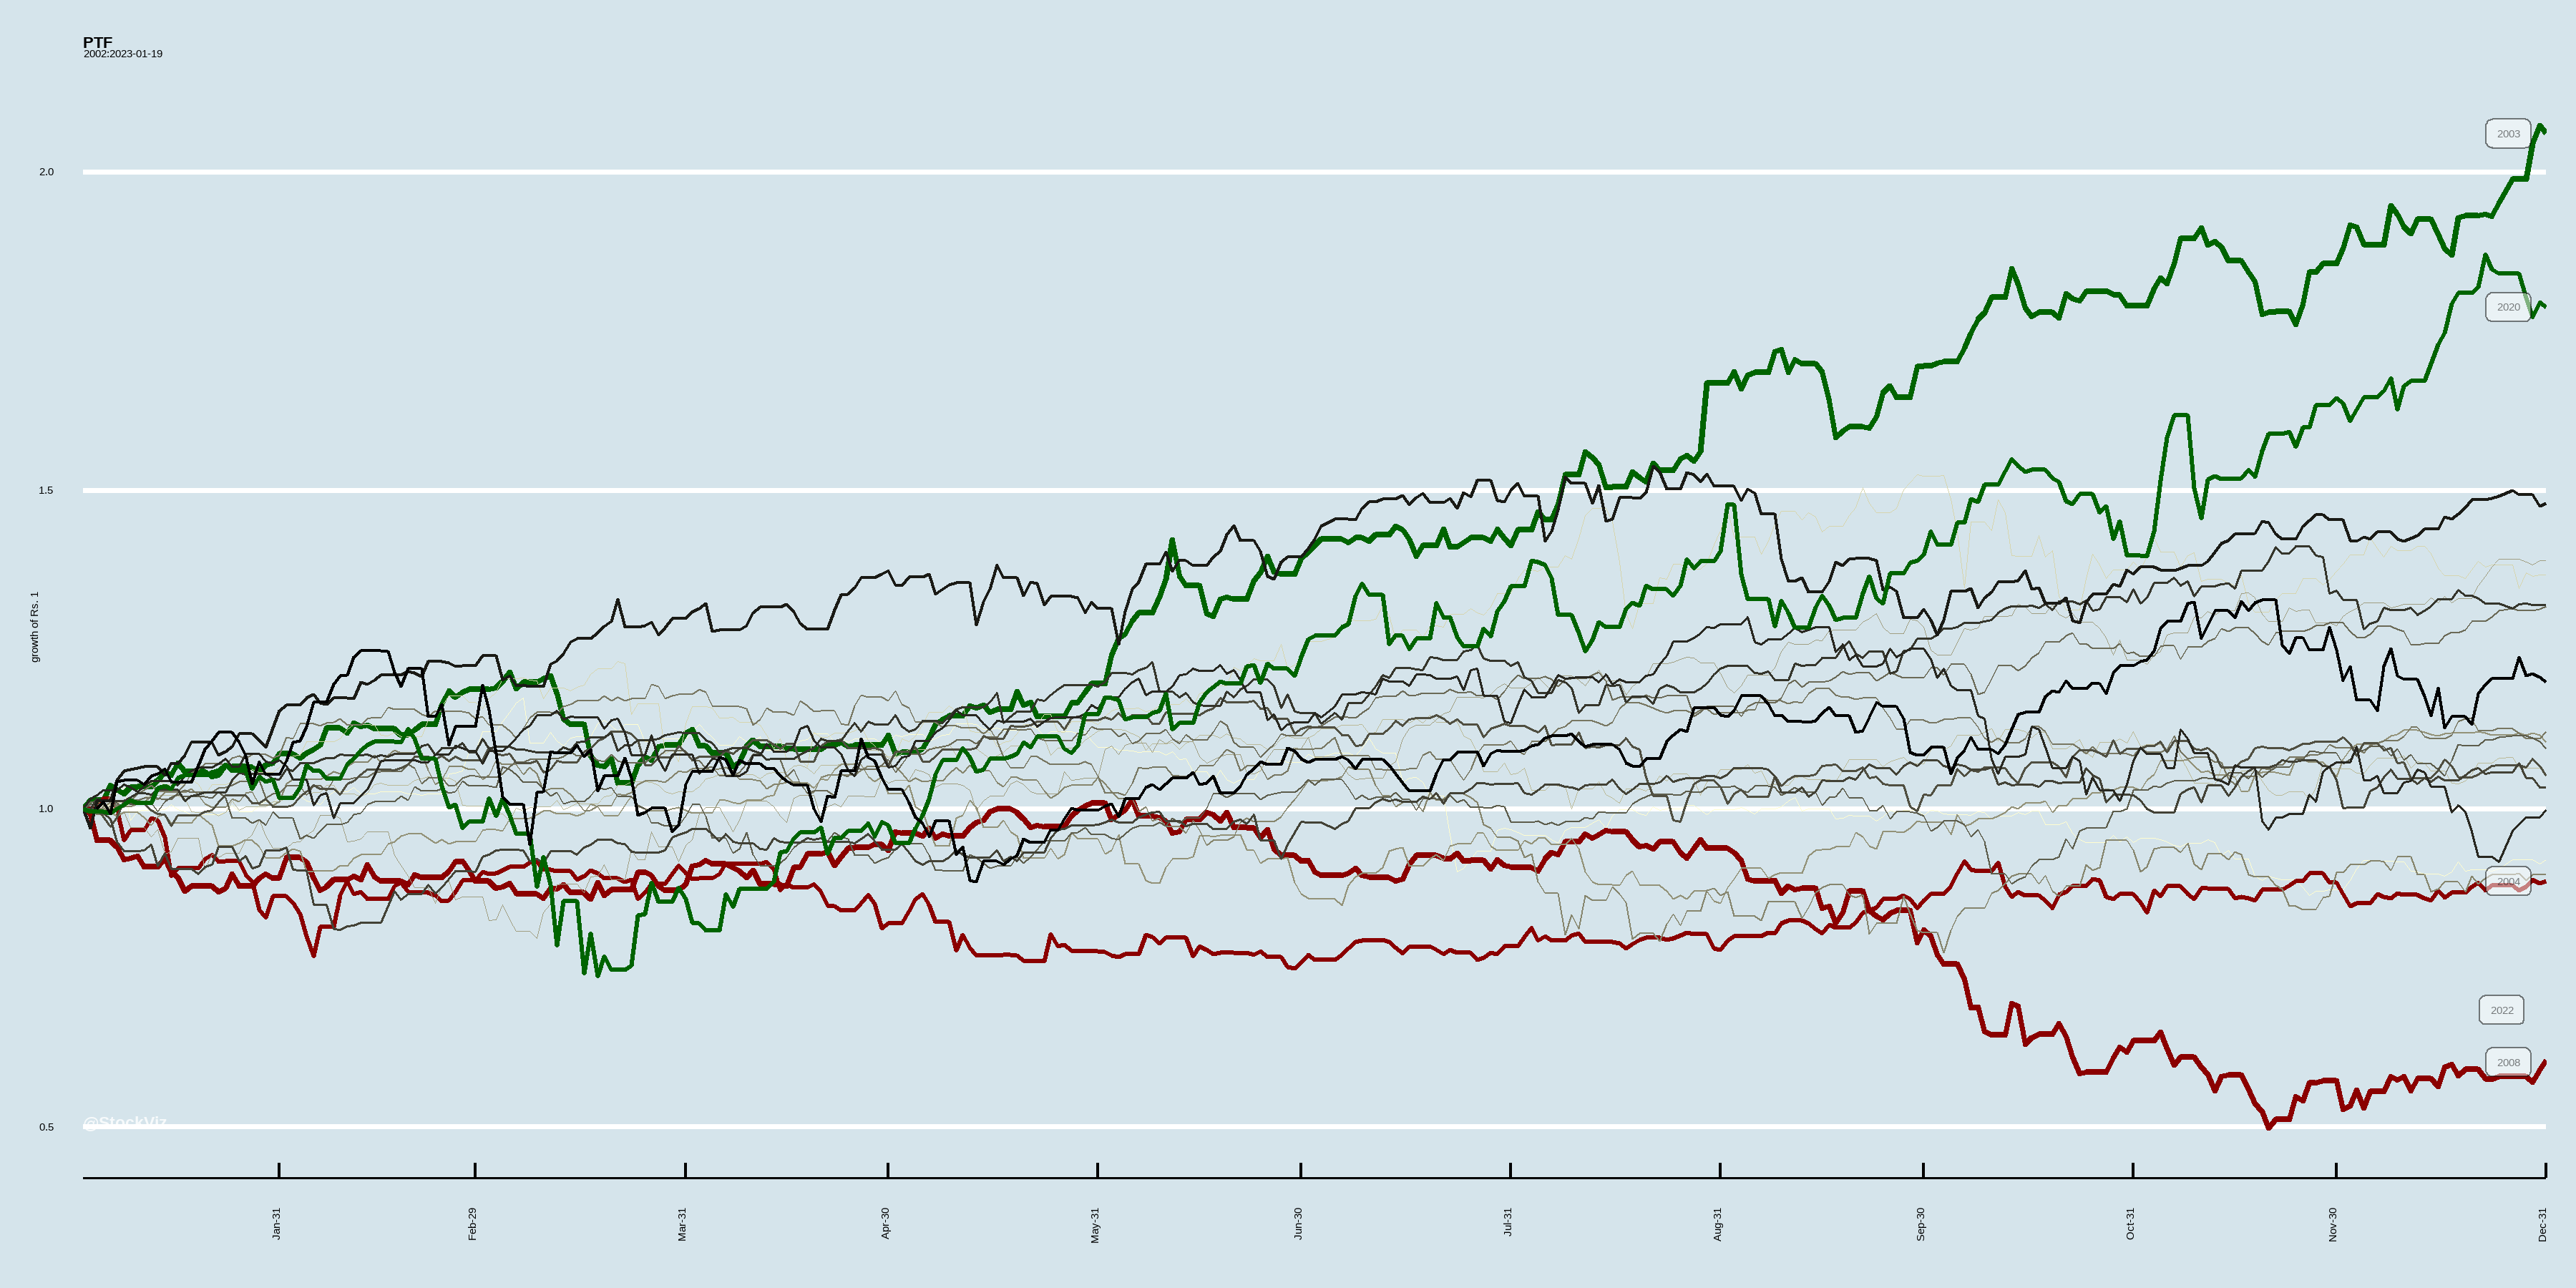 PTF
2002:2023-01-19
2003
2.0
2020
1.5
growth of Rs. 1
1.0
2004
2022
2008
@StockViz
0.5
Jan-31
Feb-29
Mar-31
Apr-30
May-31
Jun-30
Jul-31
Aug-31
Sep-30
Oct-31
Nov-30
Dec-31